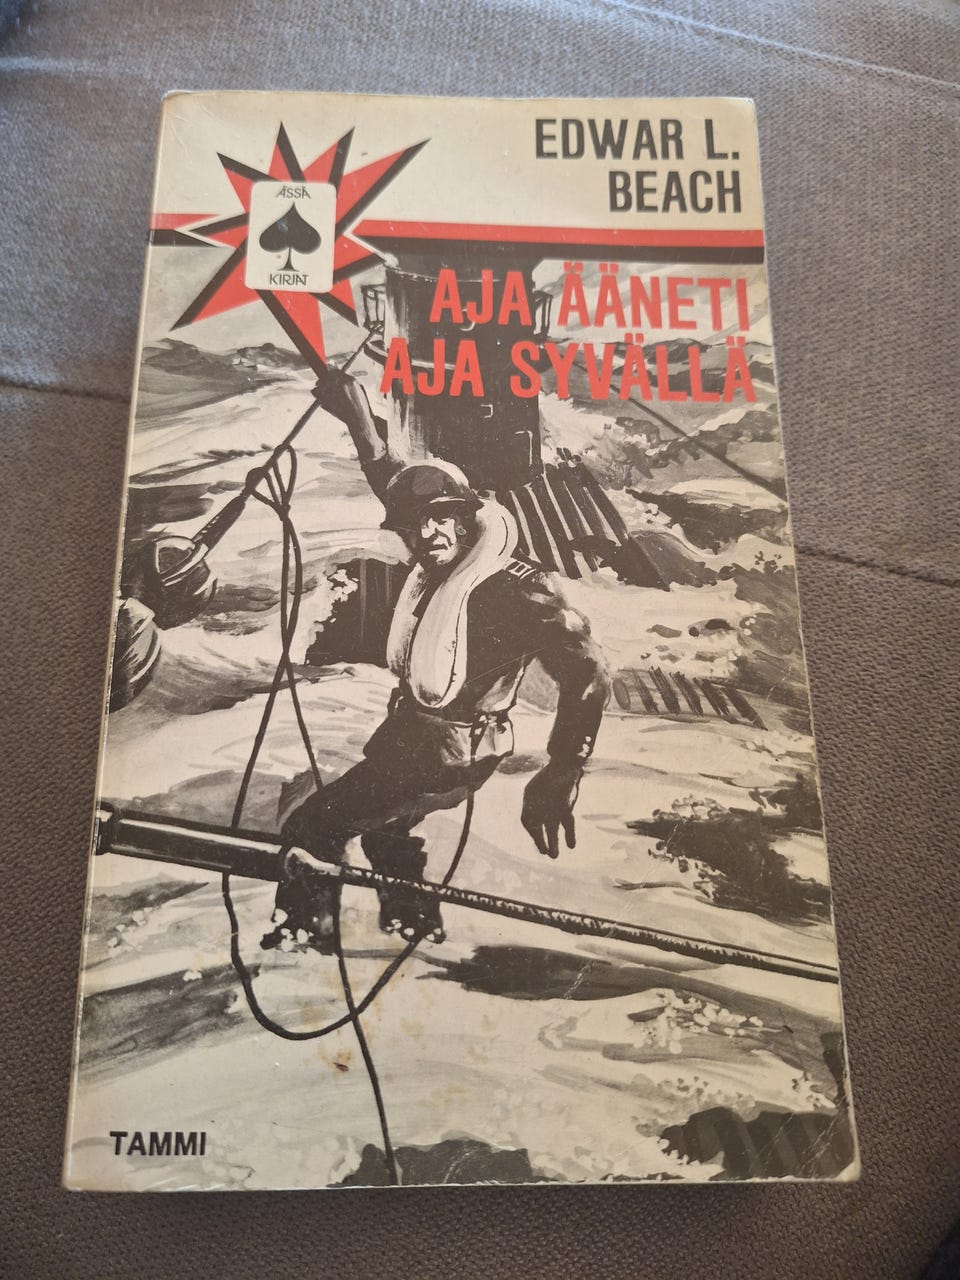 EDWAR L.
BEACH
ÄSSÄ
KIRJAT
AJA ÄÄNETI
AJA SYVÄLLÄ
TAMMI